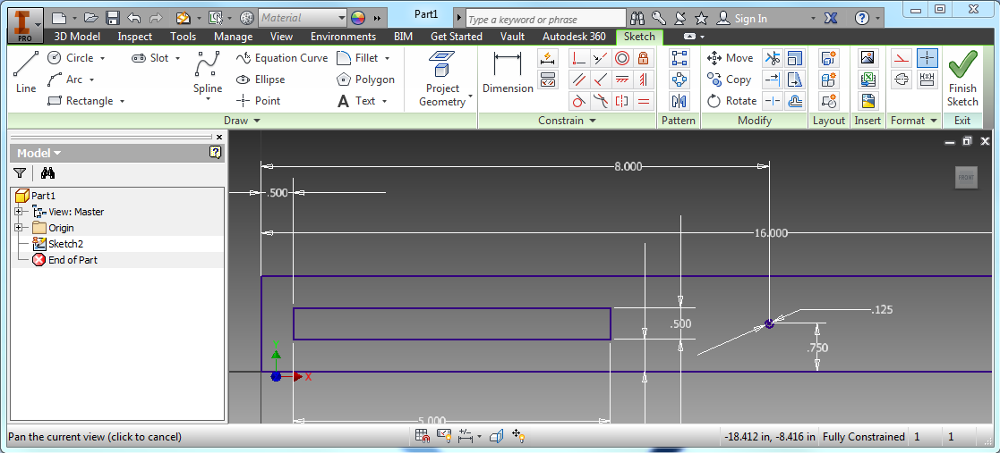 Material
Part1
Type a keyword or phrase
Sign In
PRO
3D Model Inspect Tools Manage View Environments BIM Get Started Vault Autodesk 360 Sketch
Line
Circle
Arc
Rectangle
Slot
Spline
Equation Curve
Ellipse
Point
Fillet
Polygon
Text
Project
Geometry
Dimension
Move
Copy
Rotate
Finish
Sketch
Draw Constrain Pattern Modify Layout Insert Format Exit
Model
Part1
View: Master
Origin
Sketch2
End of Part
8.000
FRONT
.500
16.000
.125
.500
.750
Y
X
5.000
Pan the current view (click to cancel)
-18.412 in, -8.416 in Fully Constrained 1 1